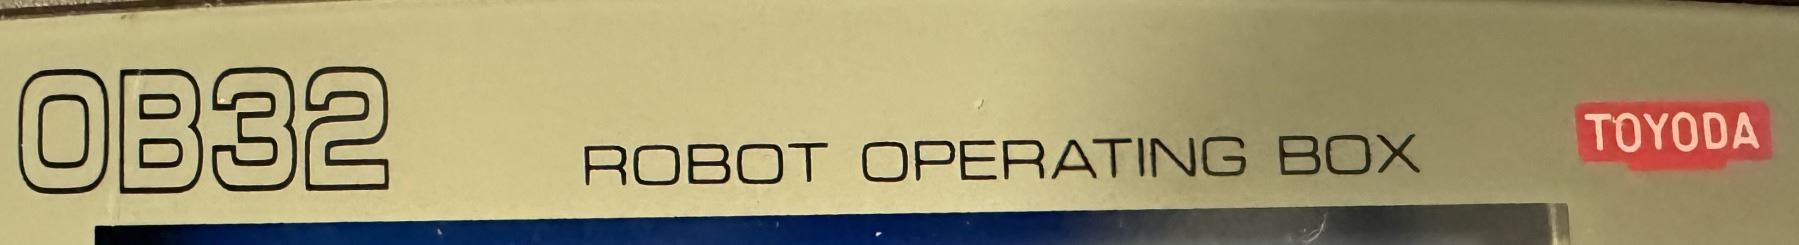 OB32 ROBOT OPERATING BOX TOYODA